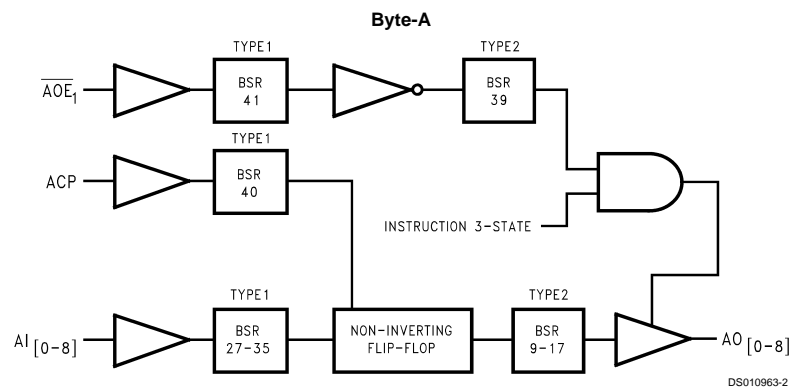 Byte-A
TYPE1
TYPE2
AOE1
BSR
41
BSR
39
TYPE1
ACP
BSR
40
INSTRUCTION 3-STATE
TYPE1
TYPE2
AI[0-8]
BSR
27-35
NON-INVERTING
FLIP-FLOP
BSR
9-17
AO[0-8]
DS010963-2